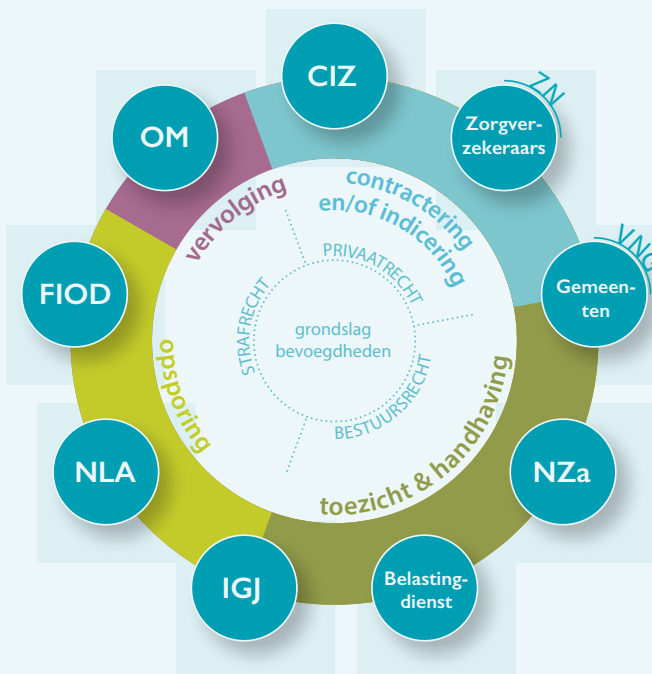 CIZ
ZN
Zorgver-
zekeraars
VNG
Gemeen-
ten
NZa
Belasting-
dienst
IGJ
NLA
FIOD
OM
vervolging
contractering
en/of indicering
toezicht & handhaving
opsporing
PRIVAATRECHT
BESTUURSRECHT
STRAFRECHT
grondslag
bevoegdheden